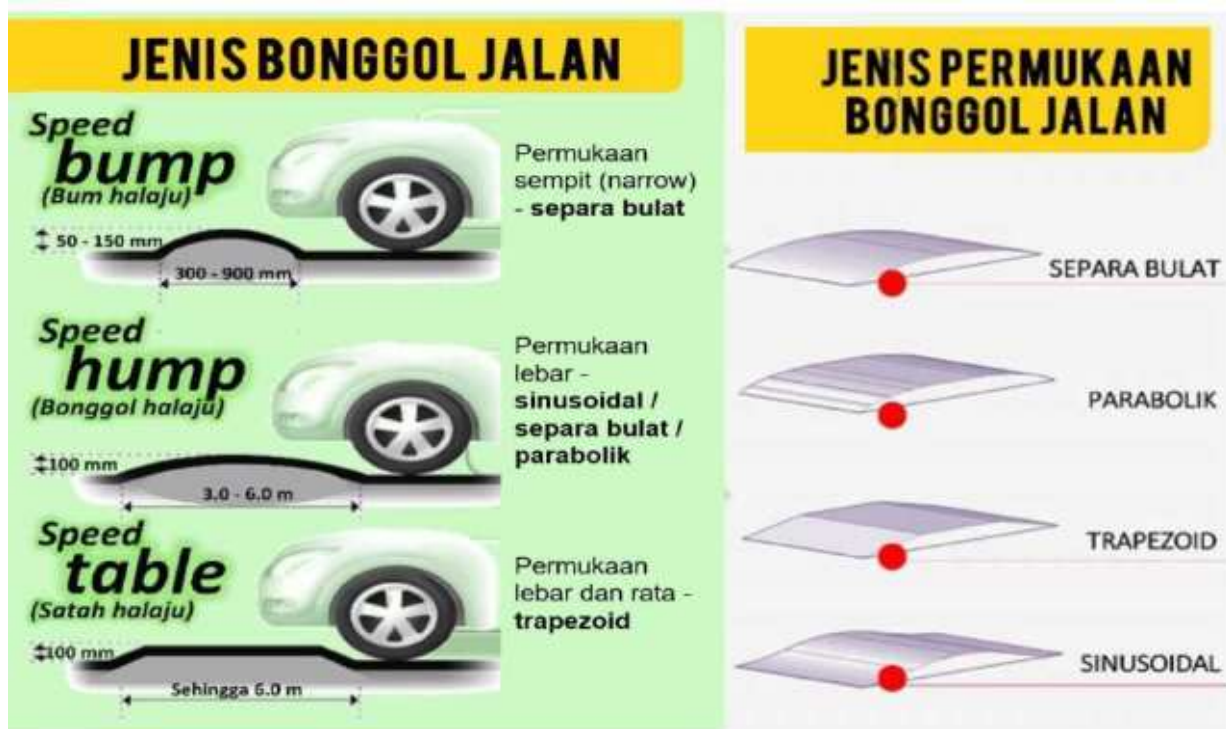 JENIS BONGGOL JALAN
Speed
bump
(Bum halaju)
50 - 150 mm
300 - 900 mm
Permukaan
sempit (narrow)
- separa bulat
Speed
hump
(Bonggol halaju)
100 mm
3.0 - 6.0 m
Permukaan
lebar -
sinusoidal /
separa bulat /
parabolik
Speed
table
(Satah halaju)
100 mm
Sehingga 6.0 m
Permukaan
lebar dan rata -
trapezoid
JENIS PERMUKAAN
BONGGOL JALAN
SEPARA BULAT
PARABOLIK
TRAPEZOID
SINUSOIDAL